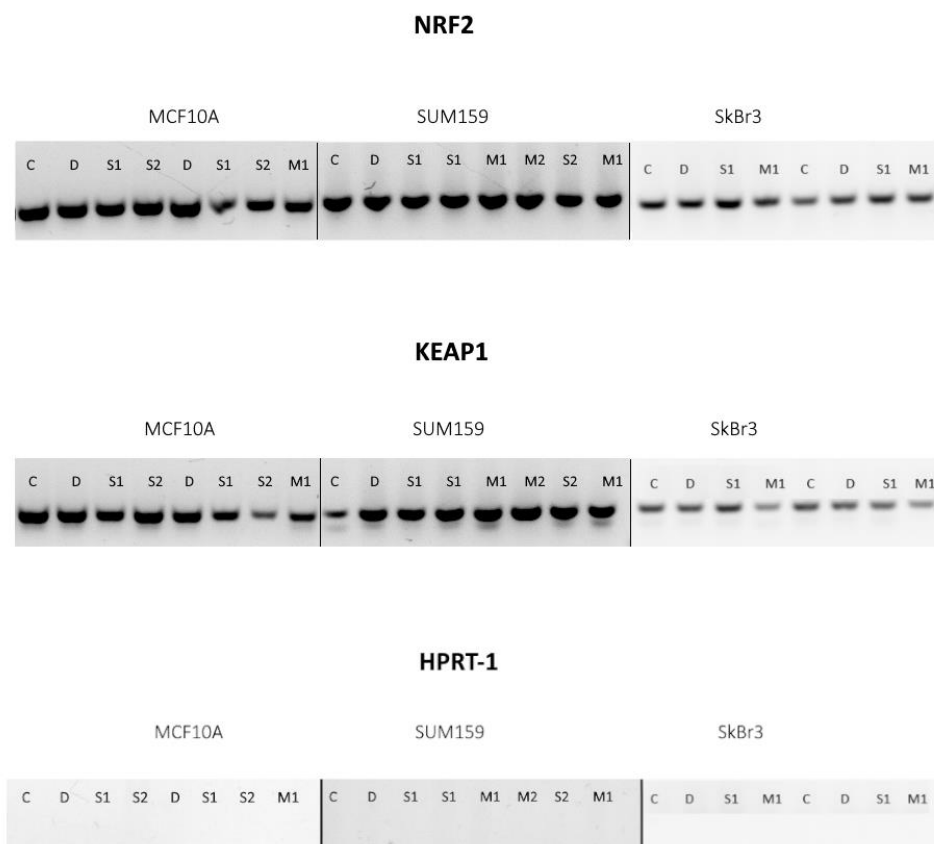 NRF2
MCF10A SUM159 SkBr3
C D S1 S2 D S1 S2 M1 C D S1 S1 M1 M2 S2 M1 C D S1 M1 C D S1 M1
KEAP1
MCF10A SUM159 SkBr3
C D S1 S2 D S1 S2 M1 C D S1 S1 M1 M2 S2 M1 C D S1 M1 C D S1 M1
HPRT-1
MCF10A SUM159 SkBr3
C D S1 S2 D S1 S2 M1 C D S1 S1 M1 M2 S2 M1 C D S1 M1 C D S1 M1